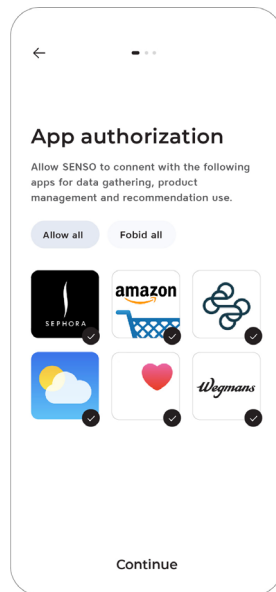 App authorization
Allow SENSO to connent with the following
apps for data gathering, product
management and recommendation use.
Allow all
Fobid all
SEPHORA
amazon
Wegmans
Continue